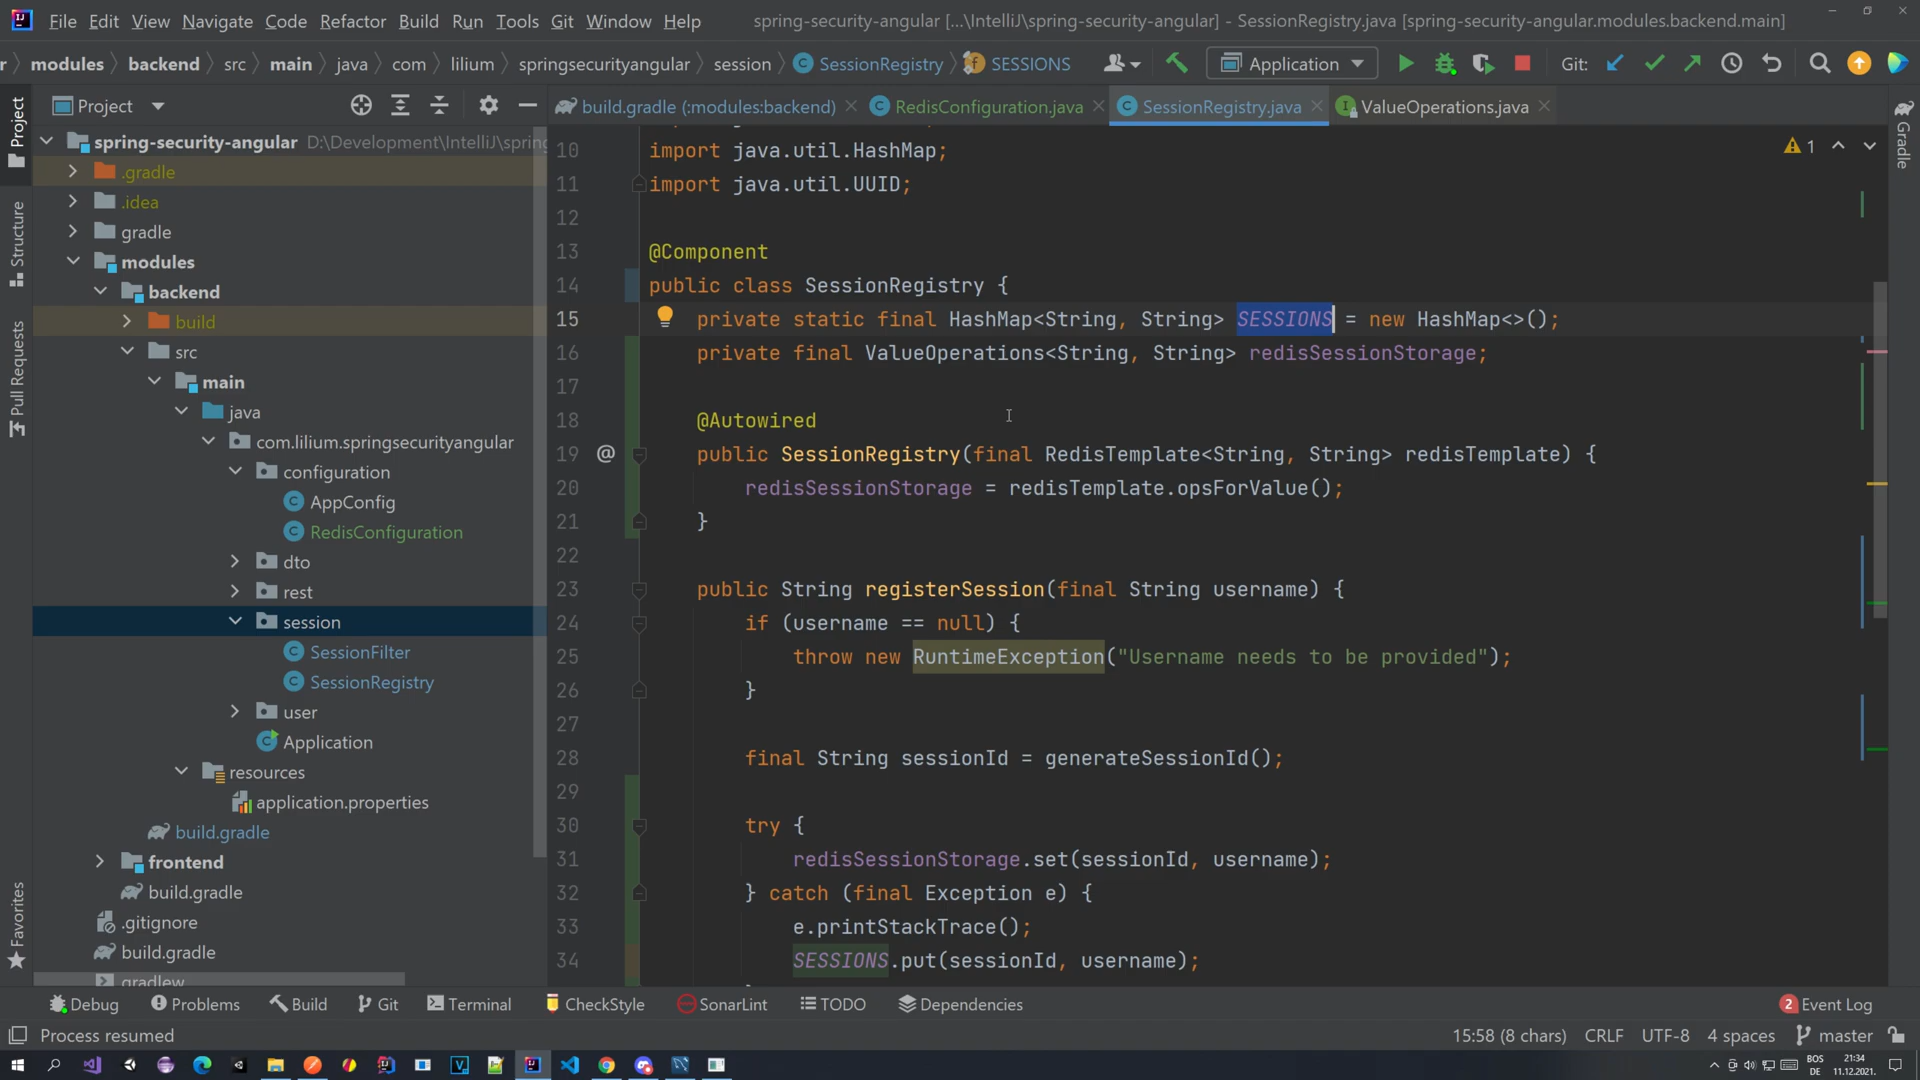 File Edit View Navigate Code Refactor Build Run Tools Git Window Help spring-security-angular [...\IntelliJ\spring-security-angular] - SessionRegistry.java [spring-security-angular.modules.backend.main]
r modules backend src main java com lilium springsecurityangular session SessionRegistry SESSIONS Application Git:
Project
build.gradle (:modules:backend) RedisConfiguration.java SessionRegistry.java ValueOperations.java
Project
Structure
Pull Requests
Favorites
Gradle
spring-security-angular D:\Development\IntelliJ\spring
.gradle
.idea
gradle
modules
backend
build
src
main
java
com.lilium.springsecurityangular
configuration
AppConfig
RedisConfiguration
dto
rest
session
SessionFilter
SessionRegistry
user
Application
resources
application.properties
build.gradle
frontend
build.gradle
.gitignore
build.gradle
gradlew
1
10 import java.util.HashMap;
11 import java.util.UUID;
12
13 @Component
14 public class SessionRegistry {
15 private static final HashMap<String, String> SESSIONS = new HashMap<>();
16 private final ValueOperations<String, String> redisSessionStorage;
17
18 @Autowired
19 @ public SessionRegistry(final RedisTemplate<String, String> redisTemplate) {
20 redisSessionStorage = redisTemplate.opsForValue();
21 }
22
23 public String registerSession(final String username) {
24 if (username == null) {
25 throw new RuntimeException("Username needs to be provided");
26 }
27
28 final String sessionId = generateSessionId();
29
30 try {
31 redisSessionStorage.set(sessionId, username);
32 } catch (final Exception e) {
33 e.printStackTrace();
34 SESSIONS.put(sessionId, username);
Debug Problems Build Git Terminal CheckStyle SonarLint TODO Dependencies 2 Event Log
Process resumed 15:58 (8 chars) CRLF UTF-8 4 spaces master
BOS
DE
21:34
11.12.2021.